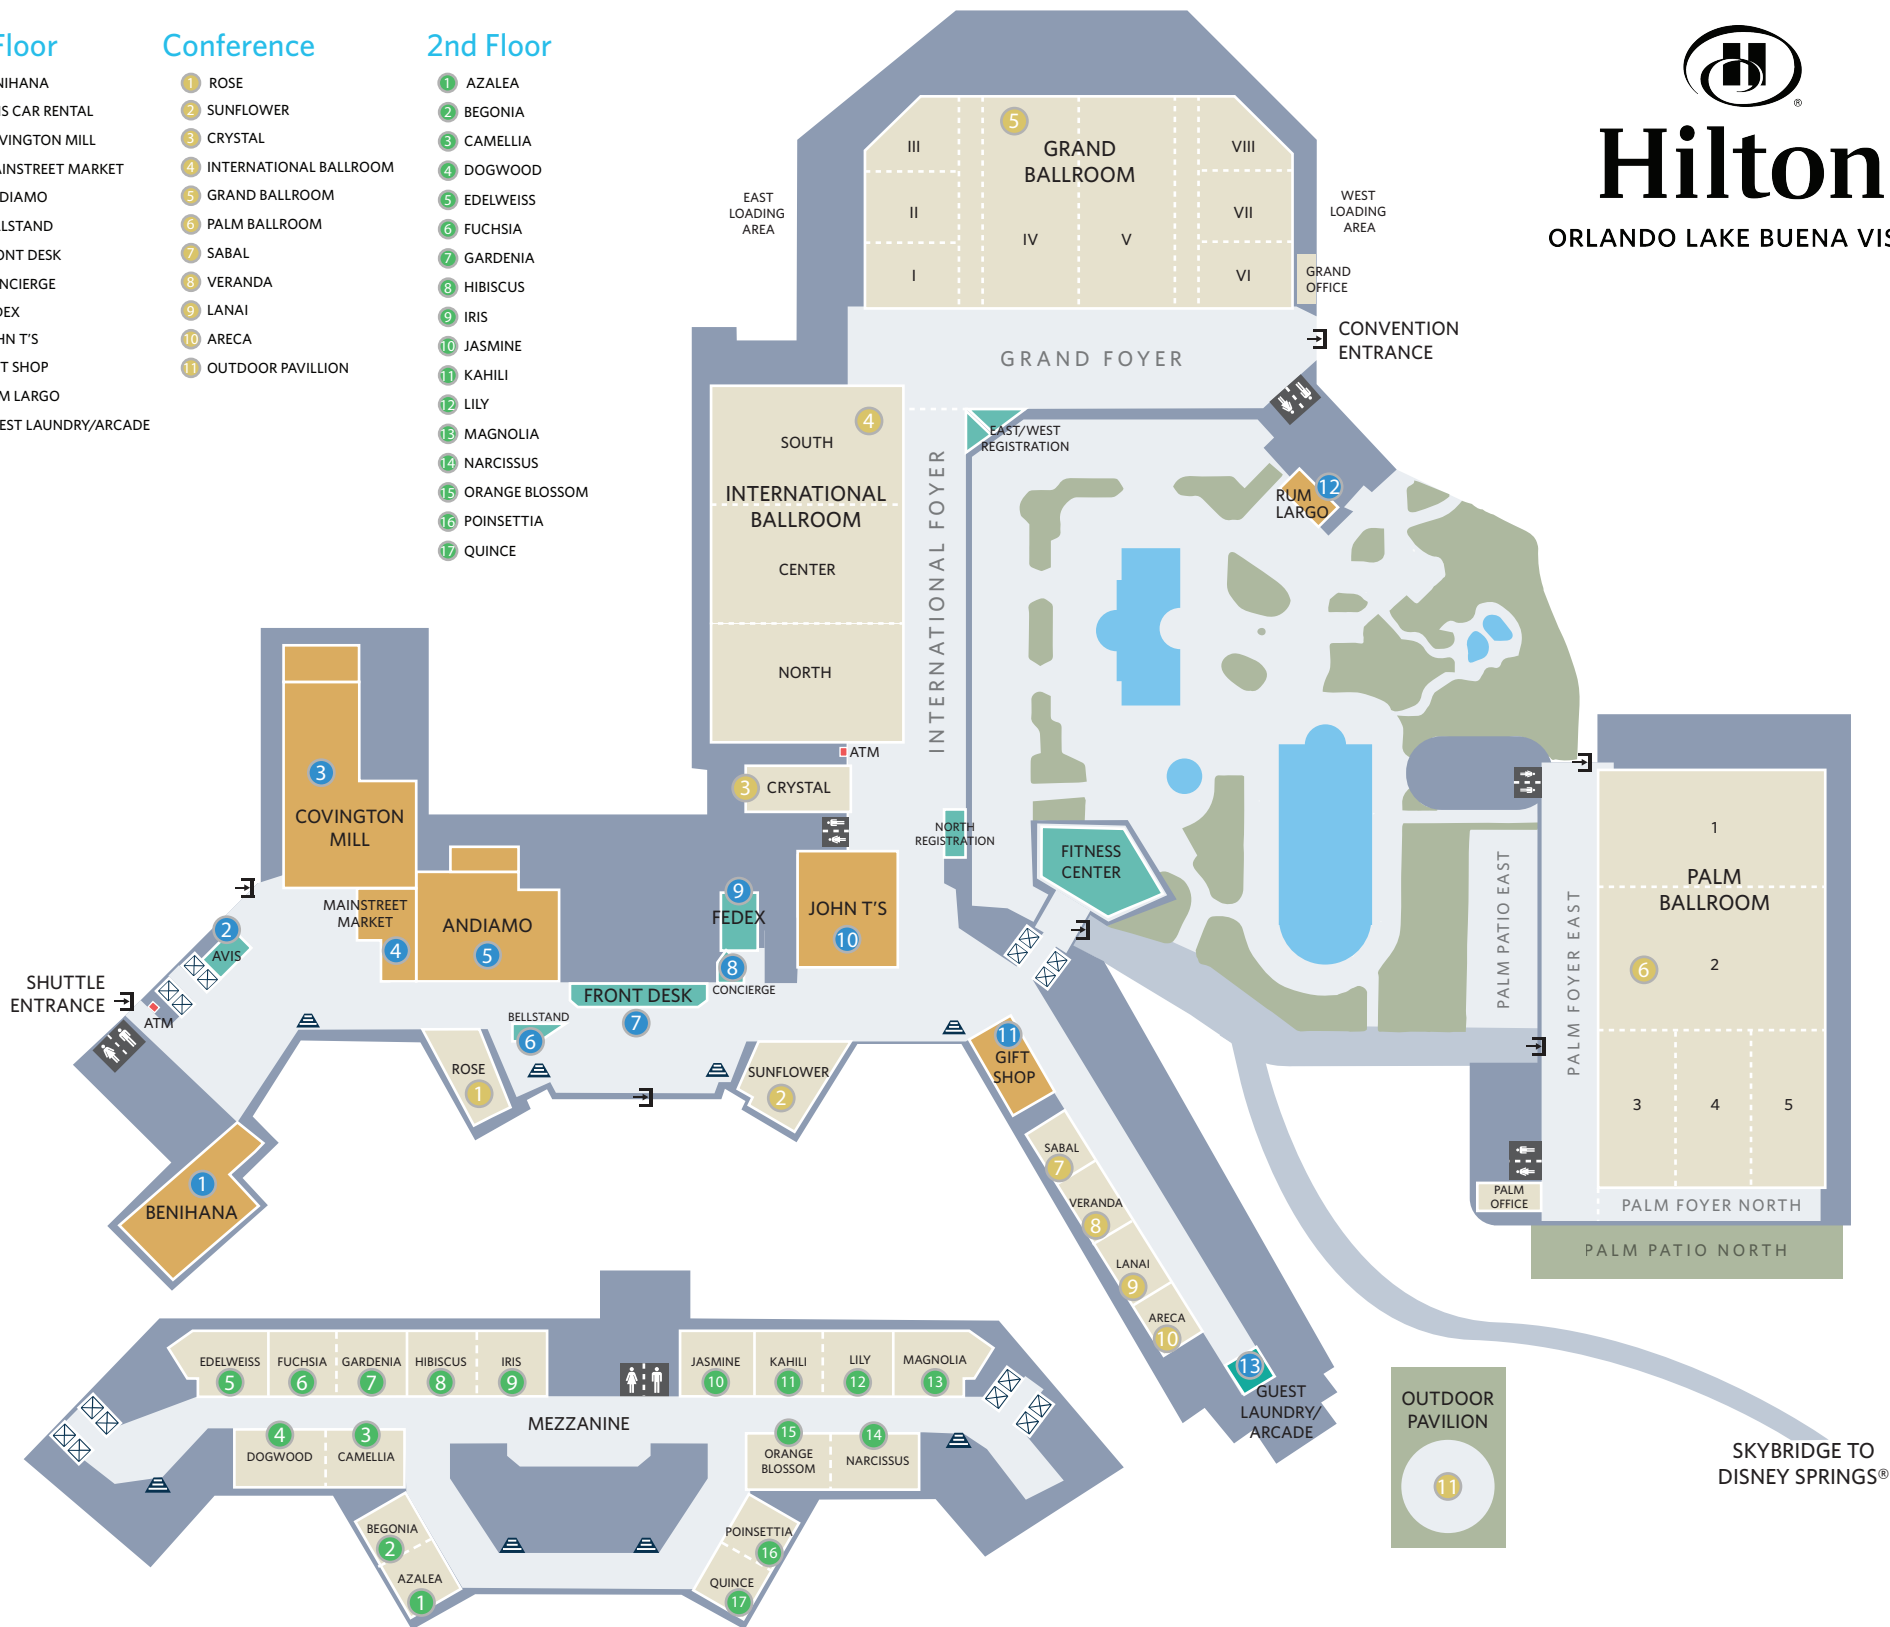 Floor
NIHANA
IS CAR RENTAL
VINGTON MILL
AINSTREET MARKET
DIAMO
LLSTAND
ONT DESK
NCIERGE
DEX
HN T'S
T SHOP
M LARGO
EST LAUNDRY/ARCADE
Conference
1 ROSE
2 SUNFLOWER
3 CRYSTAL
4 INTERNATIONAL BALLROOM
5 GRAND BALLROOM
6 PALM BALLROOM
7 SABAL
8 VERANDA
9 LANAI
10 ARECA
11 OUTDOOR PAVILLION
2nd Floor
1 AZALEA
2 BEGONIA
3 CAMELLIA
4 DOGWOOD
5 EDELWEISS
6 FUCHSIA
7 GARDENIA
8 HIBISCUS
9 IRIS
10 JASMINE
11 KAHILI
12 LILY
13 MAGNOLIA
14 NARCISSUS
15 ORANGE BLOSSOM
16 POINSETTIA
17 QUINCE
®
Hilton
ORLANDO LAKE BUENA VIS
5
GRAND
BALLROOM
III
II
I
IV
V
VIII
VII
VI
EAST
LOADING
AREA
WEST
LOADING
AREA
GRAND
OFFICE
CONVENTION
ENTRANCE
GRAND FOYER
4
SOUTH
INTERNATIONAL
BALLROOM
CENTER
NORTH
INTERNATIONAL FOYER
EAST/WEST
REGISTRATION
12
RUM
LARGO
ATM
3 CRYSTAL
NORTH
REGISTRATION
FITNESS
CENTER
3
COVINGTON
MILL
MAINSTREET
MARKET
4
ANDIAMO
5
9
FEDEX
8
CONCIERGE
JOHN T'S
10
2
AVIS
SHUTTLE
ENTRANCE
ATM
FRONT DESK
7
BELLSTAND
6
ROSE
1
SUNFLOWER
2
11
GIFT
SHOP
1
BENIHANA
SABAL
7
VERANDA
8
LANAI
9
ARECA
10
13
GUEST
LAUNDRY/
ARCADE
PALM PATIO EAST
PALM FOYER EAST
1
PALM
BALLROOM
6
2
3
4
5
PALM
OFFICE
PALM FOYER NORTH
PALM PATIO NORTH
OUTDOOR
PAVILION
11
SKYBRIDGE TO
DISNEY SPRINGS®
EDELWEISS
5
FUCHSIA
6
GARDENIA
7
HIBISCUS
8
IRIS
9
JASMINE
10
KAHILI
11
LILY
12
MAGNOLIA
13
MEZZANINE
4
DOGWOOD
3
CAMELLIA
15
ORANGE
BLOSSOM
14
NARCISSUS
BEGONIA
2
AZALEA
1
POINSETTIA
16
QUINCE
17